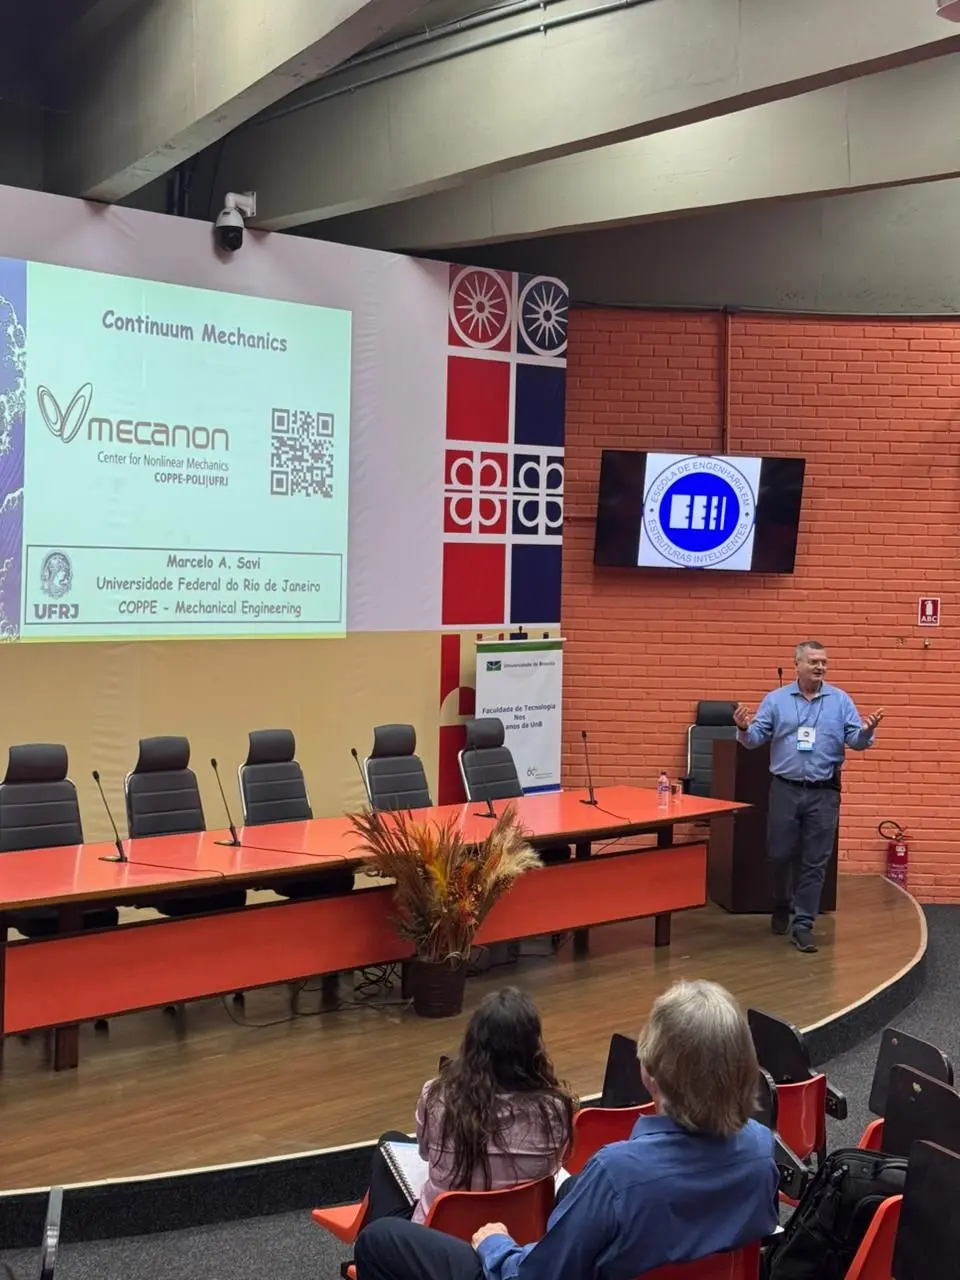 Continuum Mechanics
mecanon
Center for Nonlinear Mechanics
COPPE-POLI|UFRJ
Marcelo A. Savi
Universidade Federal do Rio de Janeiro
COPPE - Mechanical Engineering
UFRJ
ESCOLA DE ENGENHARIA EM
EEEI
ESTRUTURAS INTELIGENTES
ABC
Universidade de Brasília
Faculdade de Tecnologia
Nos
anos da UnB